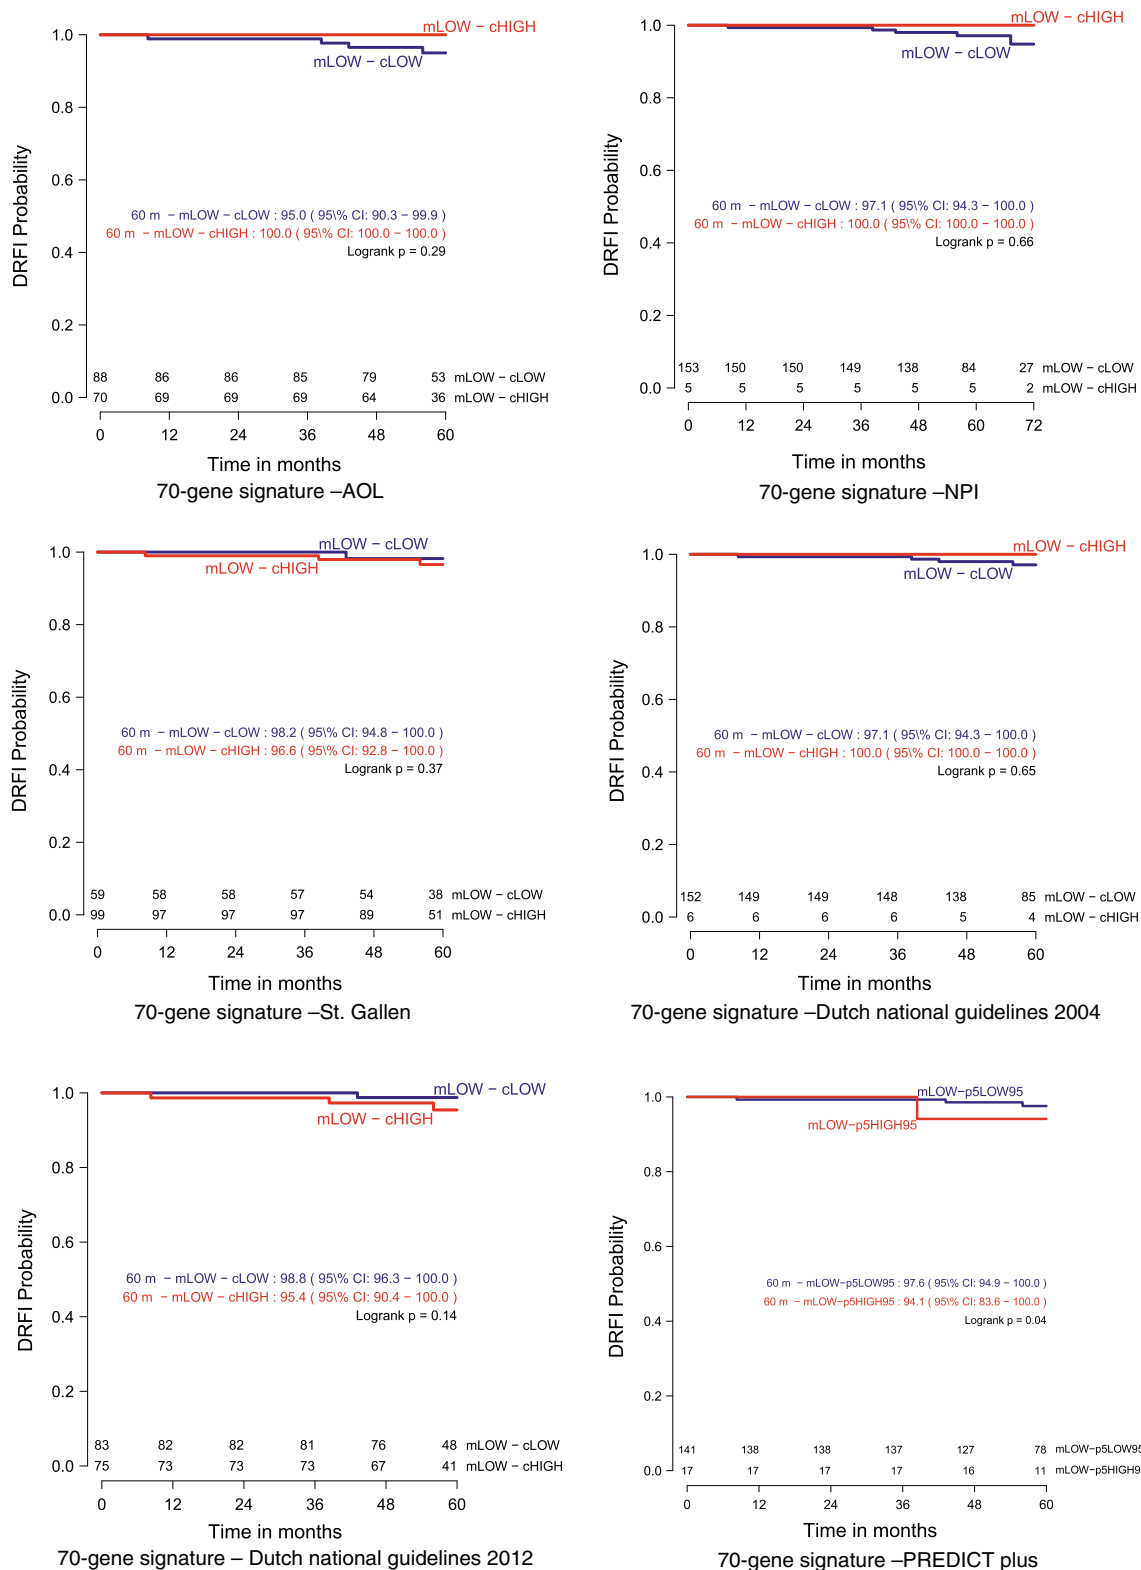 mLOW – cHIGH
1.0
mLOW – cLOW
0.8
0.6
DRFI Probability
60 m – mLOW – cLOW : 95.0 ( 95\% CI: 90.3 – 99.9 )
60 m – mLOW – cHIGH : 100.0 ( 95\% CI: 100.0 – 100.0 )
Logrank p = 0.29
0.4
0.2
88 86 86 85 79 53 mLOW – cLOW
0.0 70 69 69 69 64 36 mLOW – cHIGH
0 12 24 36 48 60
Time in months
70-gene signature –AOL
mLOW – cHIGH
1.0
mLOW – cLOW
0.8
0.6
DRFI Probability
60 m – mLOW – cLOW : 97.1 ( 95\% CI: 94.3 – 100.0 )
60 m – mLOW – cHIGH : 100.0 ( 95\% CI: 100.0 – 100.0 )
Logrank p = 0.66
0.4
0.2
153 150 150 149 138 84 27 mLOW – cLOW
0.0 5 5 5 5 5 5 2 mLOW – cHIGH
0 12 24 36 48 60 72
Time in months
70-gene signature –NPI
mLOW – cLOW
1.0
mLOW – cHIGH
0.8
0.6
DRFI Probability
60 m – mLOW – cLOW : 98.2 ( 95\% CI: 94.8 – 100.0 )
60 m – mLOW – cHIGH : 96.6 ( 95\% CI: 92.8 – 100.0 )
Logrank p = 0.37
0.4
0.2
59 58 58 57 54 38 mLOW – cLOW
0.0 99 97 97 97 89 51 mLOW – cHIGH
0 12 24 36 48 60
Time in months
70-gene signature –St. Gallen
mLOW – cHIGH
1.0
mLOW – cLOW
0.8
0.6
DRFI Probability
60 m – mLOW – cLOW : 97.1 ( 95\% CI: 94.3 – 100.0 )
60 m – mLOW – cHIGH : 100.0 ( 95\% CI: 100.0 – 100.0 )
Logrank p = 0.65
0.4
0.2
152 149 149 148 138 85 mLOW – cLOW
0.0 6 6 6 6 5 4 mLOW – cHIGH
0 12 24 36 48 60
Time in months
70-gene signature –Dutch national guidelines 2004
mLOW – cLOW
1.0
mLOW – cHIGH
0.8
0.6
DRFI Probability
60 m – mLOW – cLOW : 98.8 ( 95\% CI: 96.3 – 100.0 )
60 m – mLOW – cHIGH : 95.4 ( 95\% CI: 90.4 – 100.0 )
Logrank p = 0.14
0.4
0.2
83 82 82 81 76 48 mLOW – cLOW
0.0 75 73 73 73 67 41 mLOW – cHIGH
0 12 24 36 48 60
Time in months
70-gene signature – Dutch national guidelines 2012
mLOW–p5LOW95
1.0
mLOW–p5HIGH95
0.8
0.6
DRFI Probability
60 m – mLOW–p5LOW95 : 97.6 ( 95\% CI: 94.9 – 100.0 )
60 m – mLOW–p5HIGH95 : 94.1 ( 95\% CI: 83.6 – 100.0 )
Logrank p = 0.04
0.4
0.2
141 138 138 137 127 78 mLOW–p5LOW95
0.0 17 17 17 17 16 11 mLOW–p5HIGH9
0 12 24 36 48 60
Time in months
70-gene signature –PREDICT plus